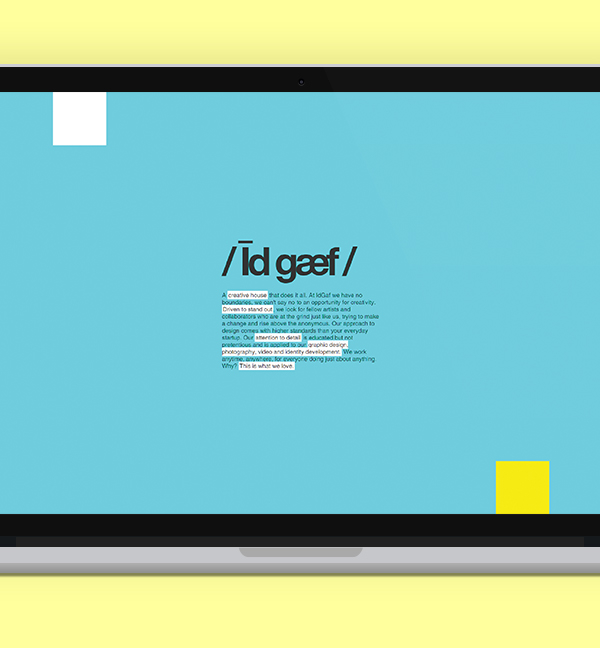 / Īd gæf /
A creative house that does it all. At IdGaf we have no
boundaries, we can't say no to an opportunity for creativity.
Driven to stand out, we look for fellow artists and
collaborators who are at the grind just like us, trying to make
a change and rise above the anonymous. Our approach to
design comes with higher standards than your everyday
startup. Our attention to detail is educated but not
pretentious and is applied to our graphic design,
photography, video and identity development. We work
anytime, anywhere, for everyone doing just about anything
Why? This is what we love.